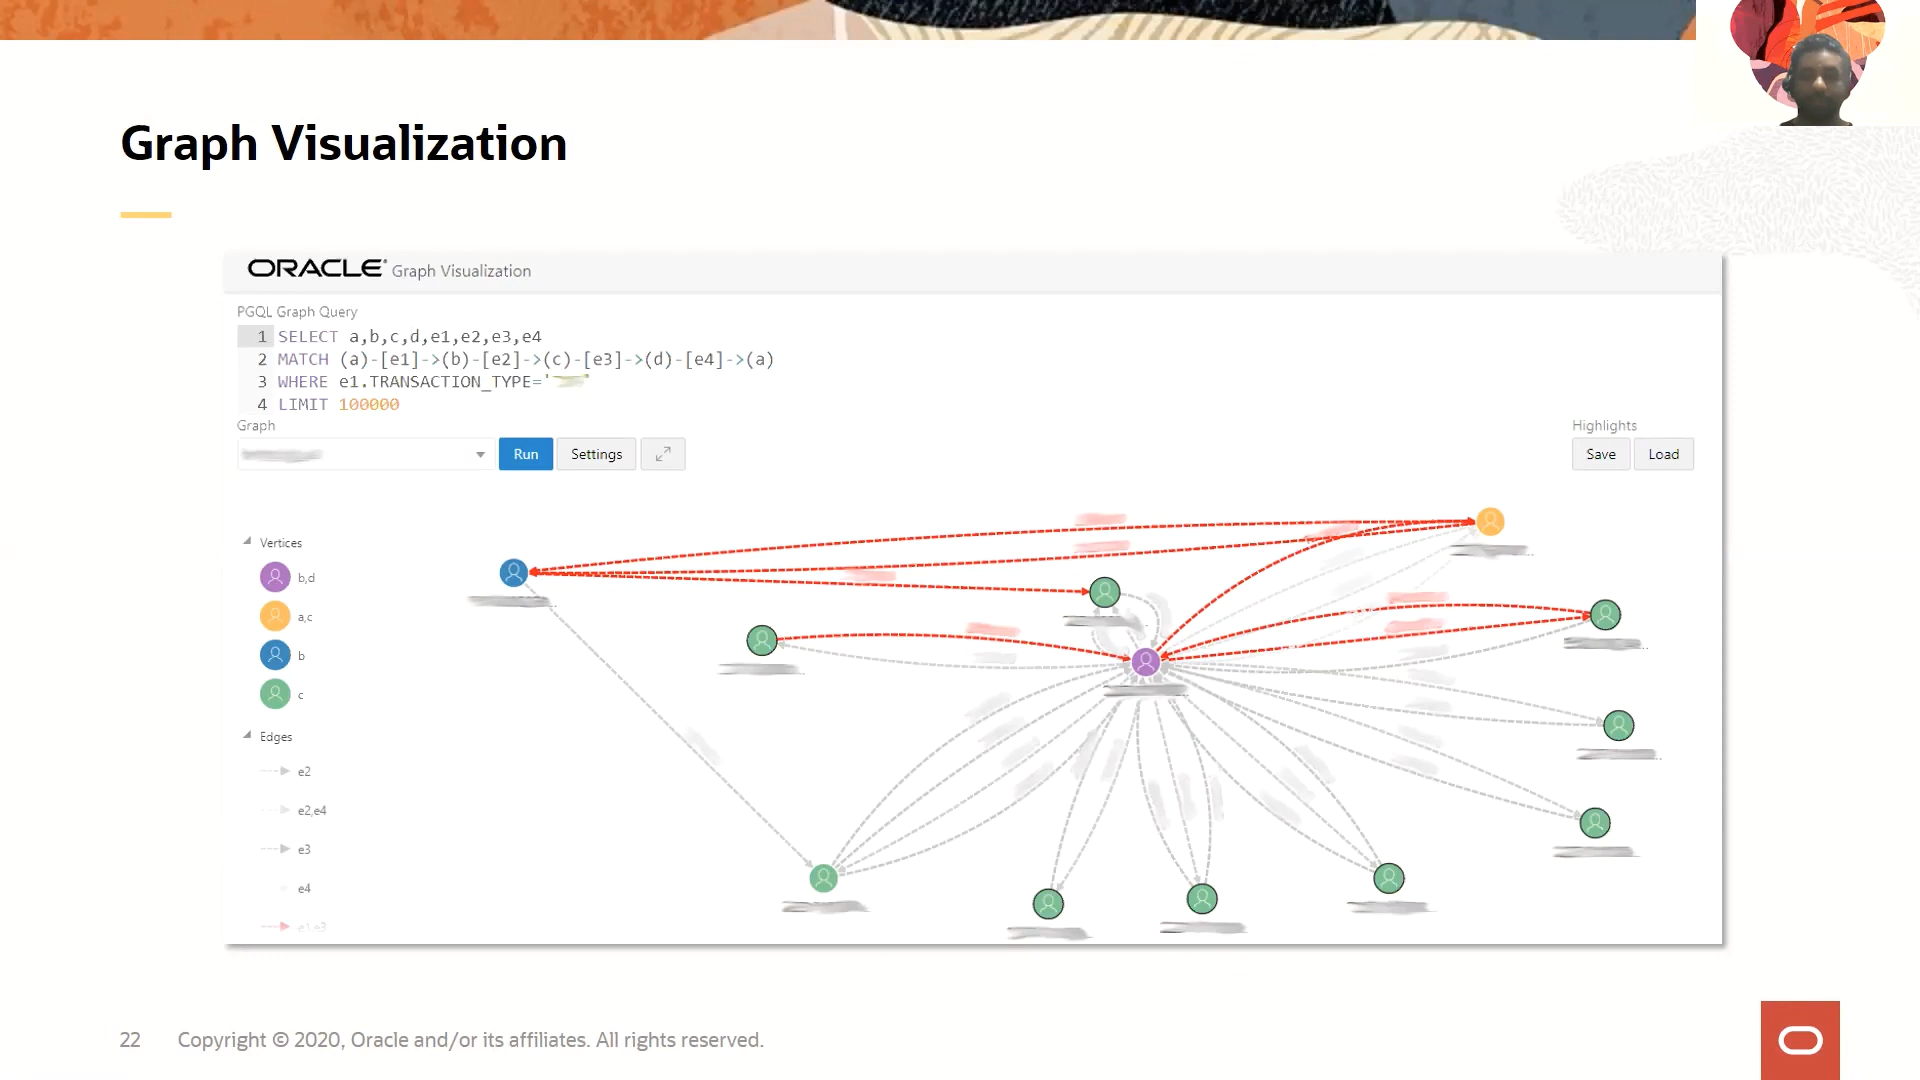 Graph Visualization
ORACLE Graph Visualization
PGQL Graph Query
1 SELECT a,b,c,d,e1,e2,e3,e4
2 MATCH (a)-[e1]->(b)-[e2]->(c)-[e3]->(d)-[e4]->(a)
3 WHERE e1.TRANSACTION_TYPE='    '
4 LIMIT 100000
Graph
Highlights
Run
Settings
Save
Load
Vertices
b,d
a,c
b
c
Edges
e2
e2,e4
e3
e4
e1,e3
22
Copyright © 2020, Oracle and/or its affiliates. All rights reserved.